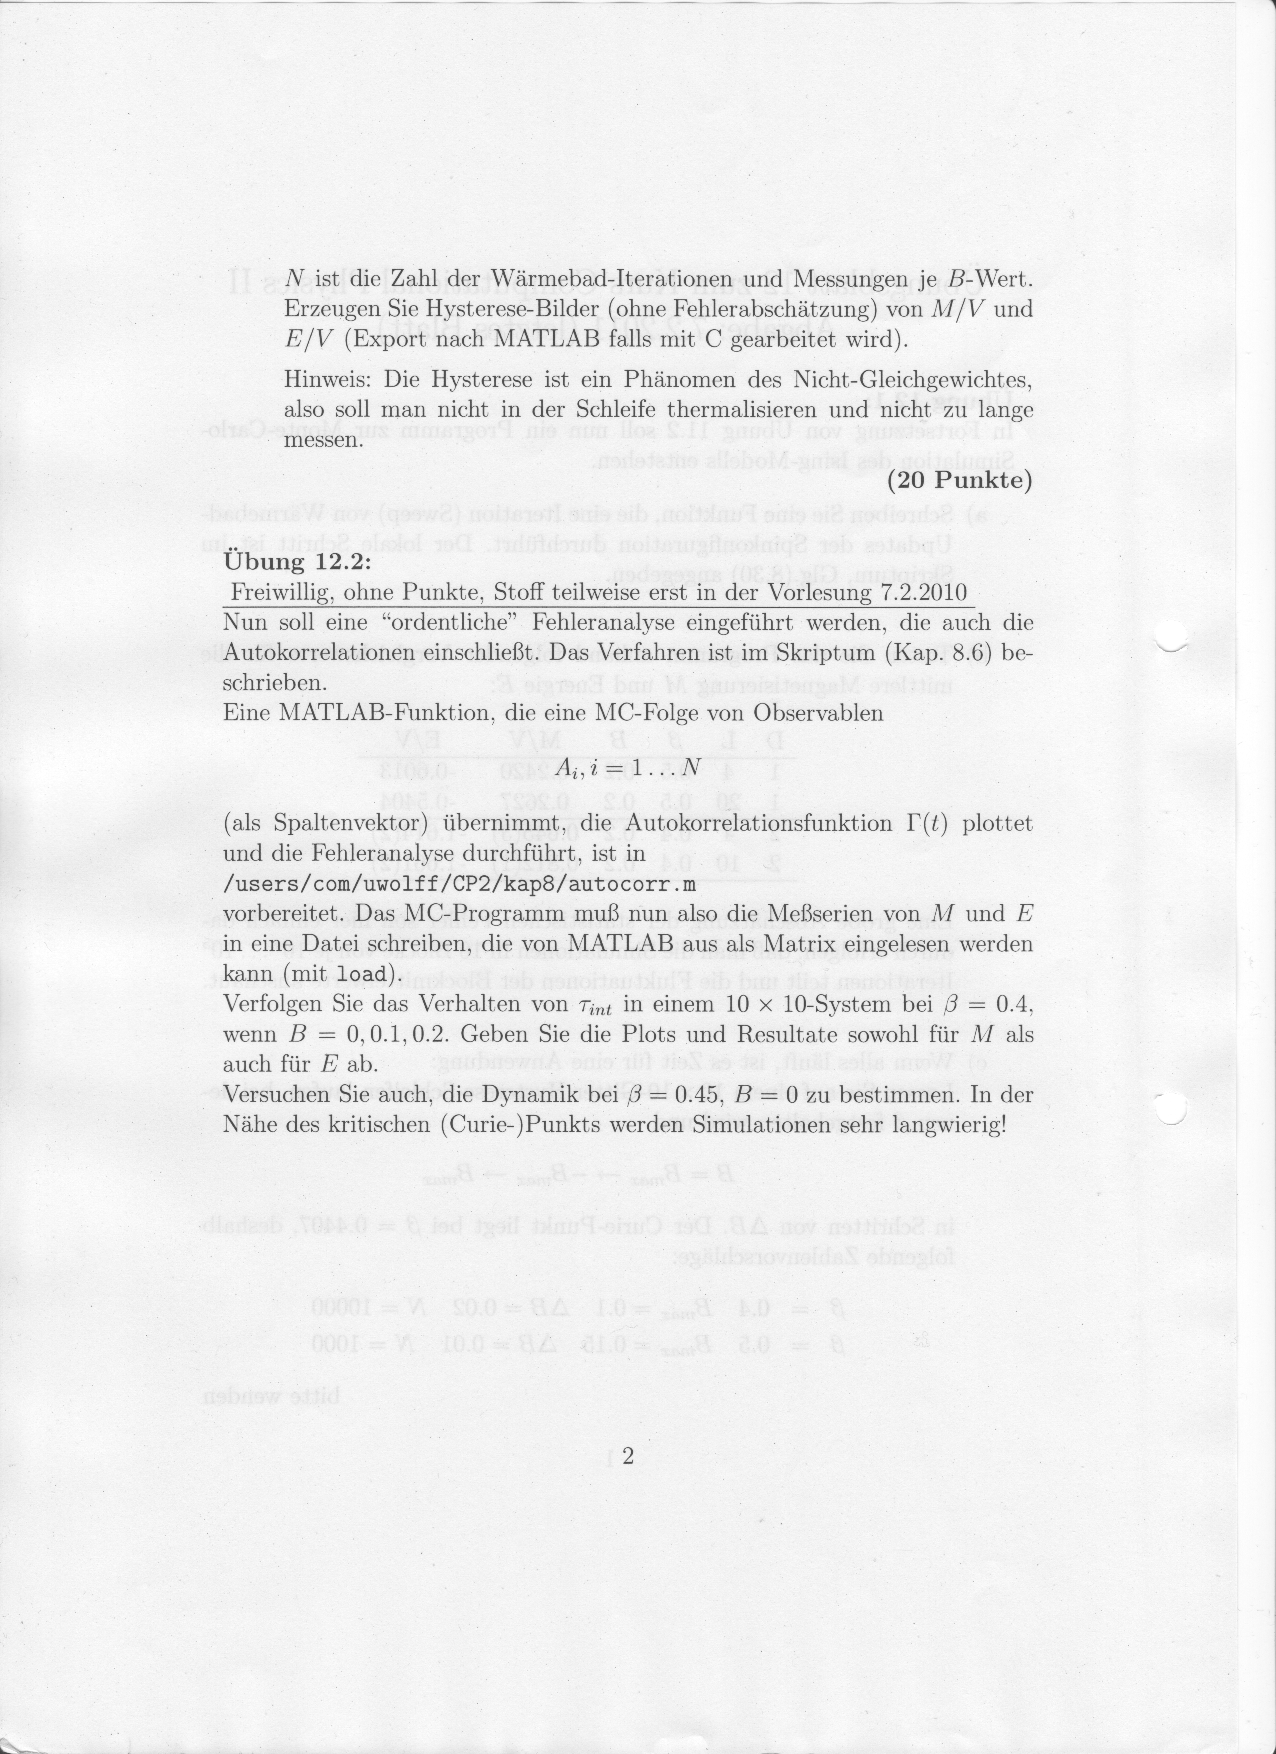 N ist die Zahl der Wärmebad-Iterationen und Messungen je B-Wert.
Erzeugen Sie Hysterese-Bilder (ohne Fehlerabschätzung) von M/V und
E/V (Export nach MATLAB falls mit C gearbeitet wird).
Hinweis: Die Hysterese ist ein Phänomen des Nicht-Gleichgewichtes,
also soll man nicht in der Schleife thermalisieren und nicht zu lange
messen.
(20 Punkte)
Übung 12.2:
Freiwillig, ohne Punkte, Stoff teilweise erst in der Vorlesung 7.2.2010
Nun soll eine “ordentliche” Fehleranalyse eingeführt werden, die auch die
Autokorrelationen einschließt. Das Verfahren ist im Skriptum (Kap. 8.6) be-
schrieben.
Eine MATLAB-Funktion, die eine MC-Folge von Observablen
A_i, i = 1 . . . N
(als Spaltenvektor) übernimmt, die Autokorrelationsfunktion Γ(t) plottet
und die Fehleranalyse durchführt, ist in
/users/com/uwolff/CP2/kap8/autocorr.m
vorbereitet. Das MC-Programm muß nun also die Meßserien von M und E
in eine Datei schreiben, die von MATLAB aus als Matrix eingelesen werden
kann (mit load).
Verfolgen Sie das Verhalten von τ_int in einem 10 × 10-System bei β = 0.4,
wenn B = 0, 0.1, 0.2. Geben Sie die Plots und Resultate sowohl für M als
auch für E ab.
Versuchen Sie auch, die Dynamik bei β = 0.45, B = 0 zu bestimmen. In der
Nähe des kritischen (Curie-)Punkts werden Simulationen sehr langwierig!
2